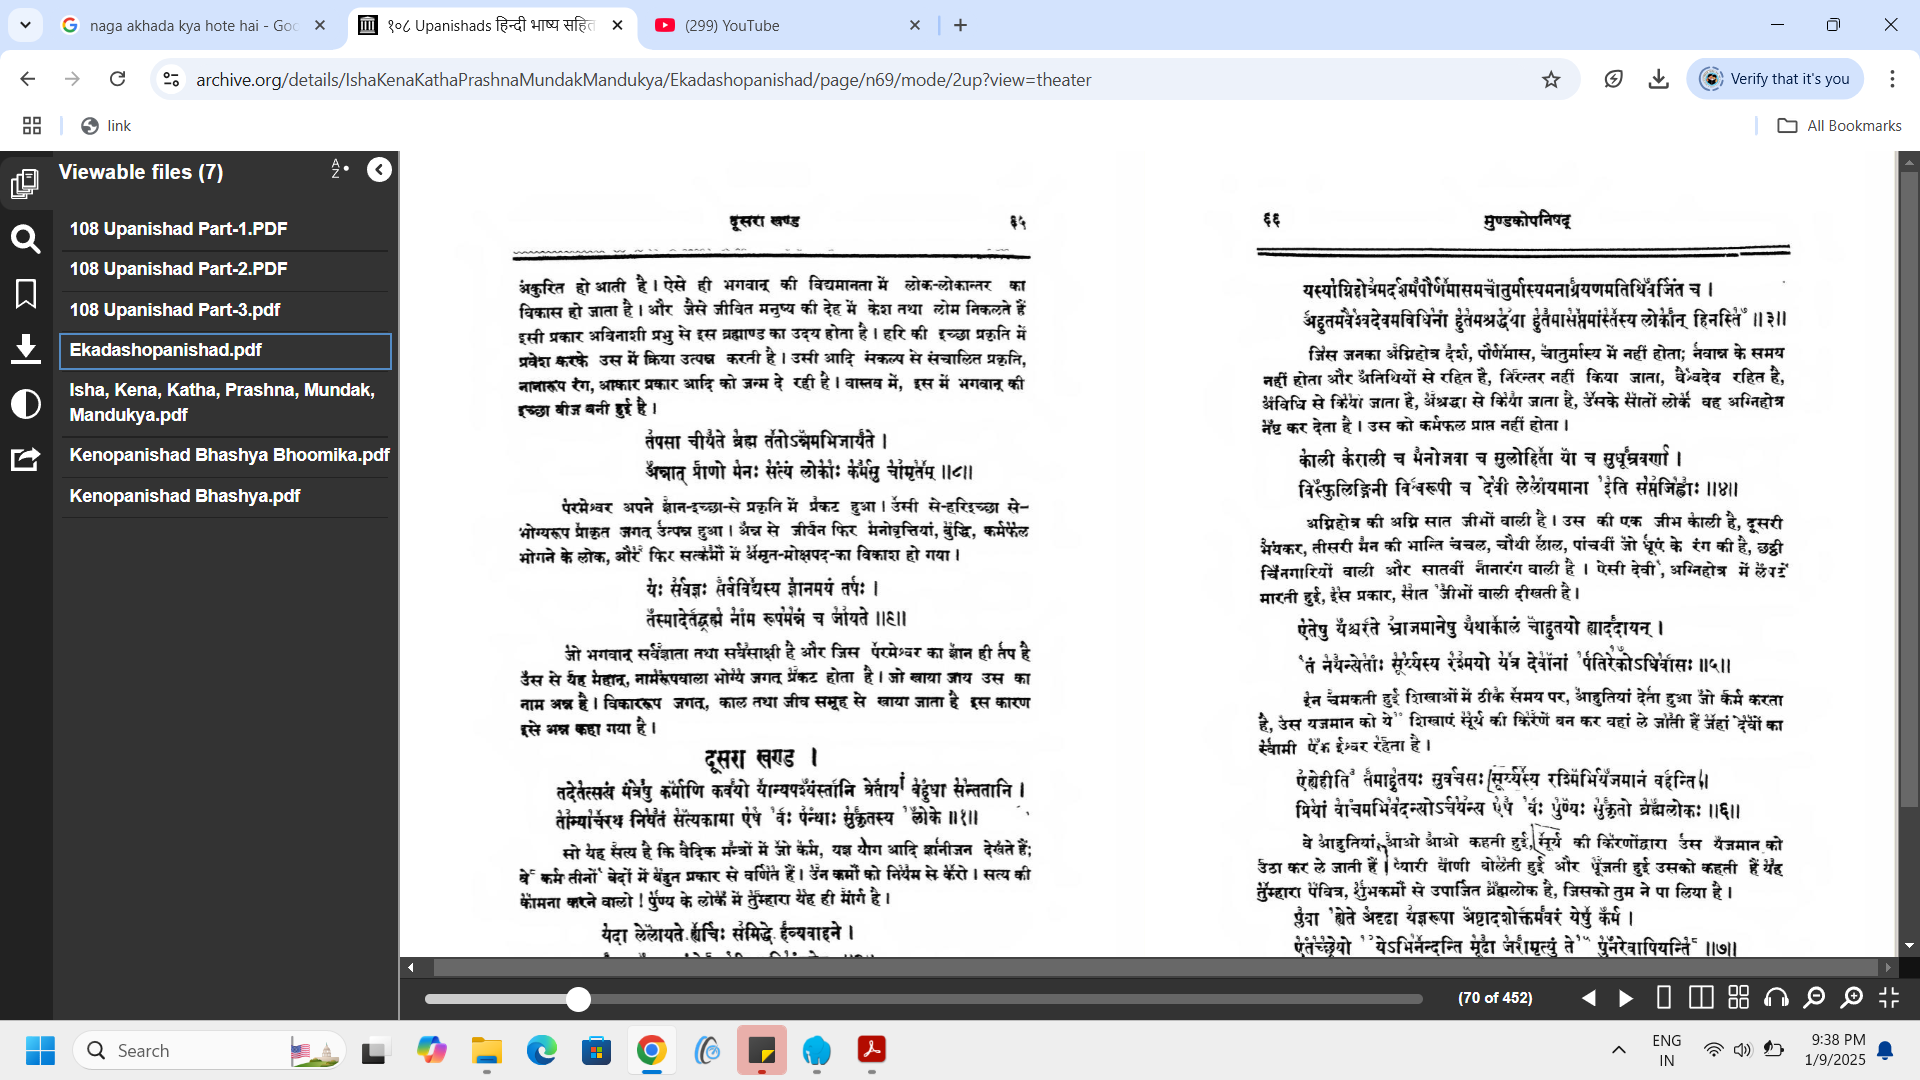 naga akhada kya hote hai - Goo
१०८ Upanishads हिन्दी भाष्य सहित
(299) YouTube
archive.org/details/IshaKenaKathaPrashnaMundakMandukya/Ekadashopanishad/page/n69/mode/2up?view=theater
Verify that it's you
link
All Bookmarks
Viewable files (7)
108 Upanishad Part-1.PDF
108 Upanishad Part-2.PDF
108 Upanishad Part-3.pdf
Ekadashopanishad.pdf
Isha, Kena, Katha, Prashna, Mundak,
Mandukya.pdf
Kenopanishad Bhashya Bhoomika.pdf
Kenopanishad Bhashya.pdf
दूसरा खण्ड ६५
अंकुरित हो आती है । ऐसे ही भगवान् की विद्यमानता में लोक-लोकान्तर का
विकास हो जाता है । और जैसे जीवित मनुष्य की देह में केश तथा लोम निकलते हैं
इसी प्रकार अविनाशी प्रभु से इस ब्रह्माण्ड का उदय होता है । हरि की इच्छा प्रकृति में
प्रवेश करके उस में क्रिया उत्पन्न करती है । उसी आदि संकल्प से संचालित प्रकृति,
नानारूप रंग, आकार प्रकार आदि को जन्म दे रही है । वास्तव में, इस में भगवान् की
इच्छा बीज बनी हुई है ।
तपसा चीयते ब्रह्म ततोऽन्नमभिजायते ।
अन्नात् प्राणो मनः सत्यं लोकाः कर्मसु चामृतम् ॥८॥
परमेश्वर अपने ज्ञान-इच्छा-से प्रकृति में प्रकट हुआ । उसी से-हरिइच्छा से-
भोग्यरूप प्राकृत जगत् उत्पन्न हुआ । अन्न से जीवन फिर मनोवृत्तियां, बुद्धि, कर्मफल
भोगने के लोक, और फिर सत्कर्मों में अमृत-मोक्षपद-का विकाश हो गया ।
यः सर्वज्ञः सर्वविद्यस्य ज्ञानमयं तपः ।
तस्मादेतद्ब्रह्म नाम रूपमन्नं च जायते ॥९॥
जो भगवान् सर्वज्ञाता तथा सर्वसाक्षी है और जिस परमेश्वर का ज्ञान ही तप है
उस से यह महान्, नामरूपवाला भोग्य जगत् प्रकट होता है । जो खाया जाय उस का
नाम अन्न है । विकाररूप जगत्, काल तथा जीव समूह से खाया जाता है इस कारण
इसे अन्न कहा गया है ।
दूसरा खण्ड ।
तदेतत्सत्यं मंत्रेषु कर्माणि कवयो यान्यपश्यंस्तानि त्रेतायां बहुधा सन्ततानि ।
तान्याचरथ नियतं सत्यकामा एष वः पन्थाः सुकृतस्य लोके ॥१॥
सो यह सत्य है कि वैदिक मन्त्रों में जो कर्म, यज्ञ योग आदि ज्ञानीजन देखते हैं;
वे कर्म तीनों वेदों में बहुत प्रकार से वर्णित हैं । उन कर्मों को नियम से करो । सत्य की
कामना करने वालो ! पुण्य के लोक में तुम्हारा यह ही मार्ग है ।
यदा लेलायते ह्यर्चिः समिद्धे हव्यवाहने ।
६६ मुण्डकोपनिषद्
यस्याग्निहोत्रमदर्शमपौर्णमासमचातुर्मास्यमनाग्रयणमतिथिवर्जितं च ।
अहुतमवैश्वदेवमविधिना हुतमश्रद्धया हुतमासप्तमांस्तस्य लोकान् हिनस्ति ॥३॥
जिस जनका अग्निहोत्र दर्श, पौर्णमास, चातुर्मास्य में नहीं होता; नवान्न के समय
नहीं होता और अतिथियों से रहित है, निरन्तर नहीं किया जाता, वैश्वदेव रहित है,
अविधि से किया जाता है, अश्रद्धा से किया जाता है, उसके सातों लोक वह अग्निहोत्र
नष्ट कर देता है । उस को कर्मफल प्राप्त नहीं होता ।
काली कराली च मनोजवा च सुलोहिता या च सुधूम्रवर्णा ।
विस्फुलिङ्गिनी विश्वरूपी च देवी लेलायमाना इति सप्तजिह्वाः ॥४॥
अग्निहोत्र की अग्नि सात जीभों वाली है । उस की एक जीभ काली है, दूसरी
भयंकर, तीसरी मन की भान्ति चंचल, चौथी लाल, पांचवीं जो धूएं के रंग की है, छट्ठी
चिनगारियों वाली और सातवीं नानारंग वाली है । ऐसी देवी, अग्निहोत्र में लपटें
मारती हुई, इस प्रकार, सात जीभों वाली दीखती है ।
एतेषु यश्चरते भ्राजमानेषु यथाकालं चाहुतयो ह्याददायन् ।
तं नयन्त्येताः सूर्य्यस्य रश्मयो यत्र देवानां पतिरेकोऽधिवासः ॥५॥
इन चमकती हुई शिखाओं में ठीक समय पर, आहुतियां देता हुआ जो कर्म करता
है, उस यजमान को ये शिखाएं सूर्य की किरणें बन कर वहां ले जाती हैं जहां देवों का
स्वामी एक ईश्वर रहता है ।
एह्येहीति तमाहुतयः सुवर्चसः सूर्य्यस्य रश्मिभिर्यजमानं वहन्ति ।
प्रियां वाचमभिवदन्त्योऽर्चयन्त्य एष वः पुण्यः सुकृतो ब्रह्मलोकः ॥६॥
वे आहुतियां, आओ आओ कहती हुई, सूर्य की किरणोंद्वारा उस यजमान को
उठा कर ले जाती हैं । प्यारी वाणी बोलती हुई और पूजती हुई उसको कहती हैं यह
तुम्हारा पवित्र, शुभकर्मों से उपार्जित ब्रह्मलोक है, जिसको तुम ने पा लिया है ।
प्लवा ह्येते अदृढा यज्ञरूपा अष्टादशोक्तमवरं येषु कर्म ।
एतच्छ्रेयो येऽभिनन्दन्ति मूढा जरामृत्युं ते पुनरेवापियन्ति ॥७॥
(70 of 452)
Search
ENG
IN
9:38 PM
1/9/2025